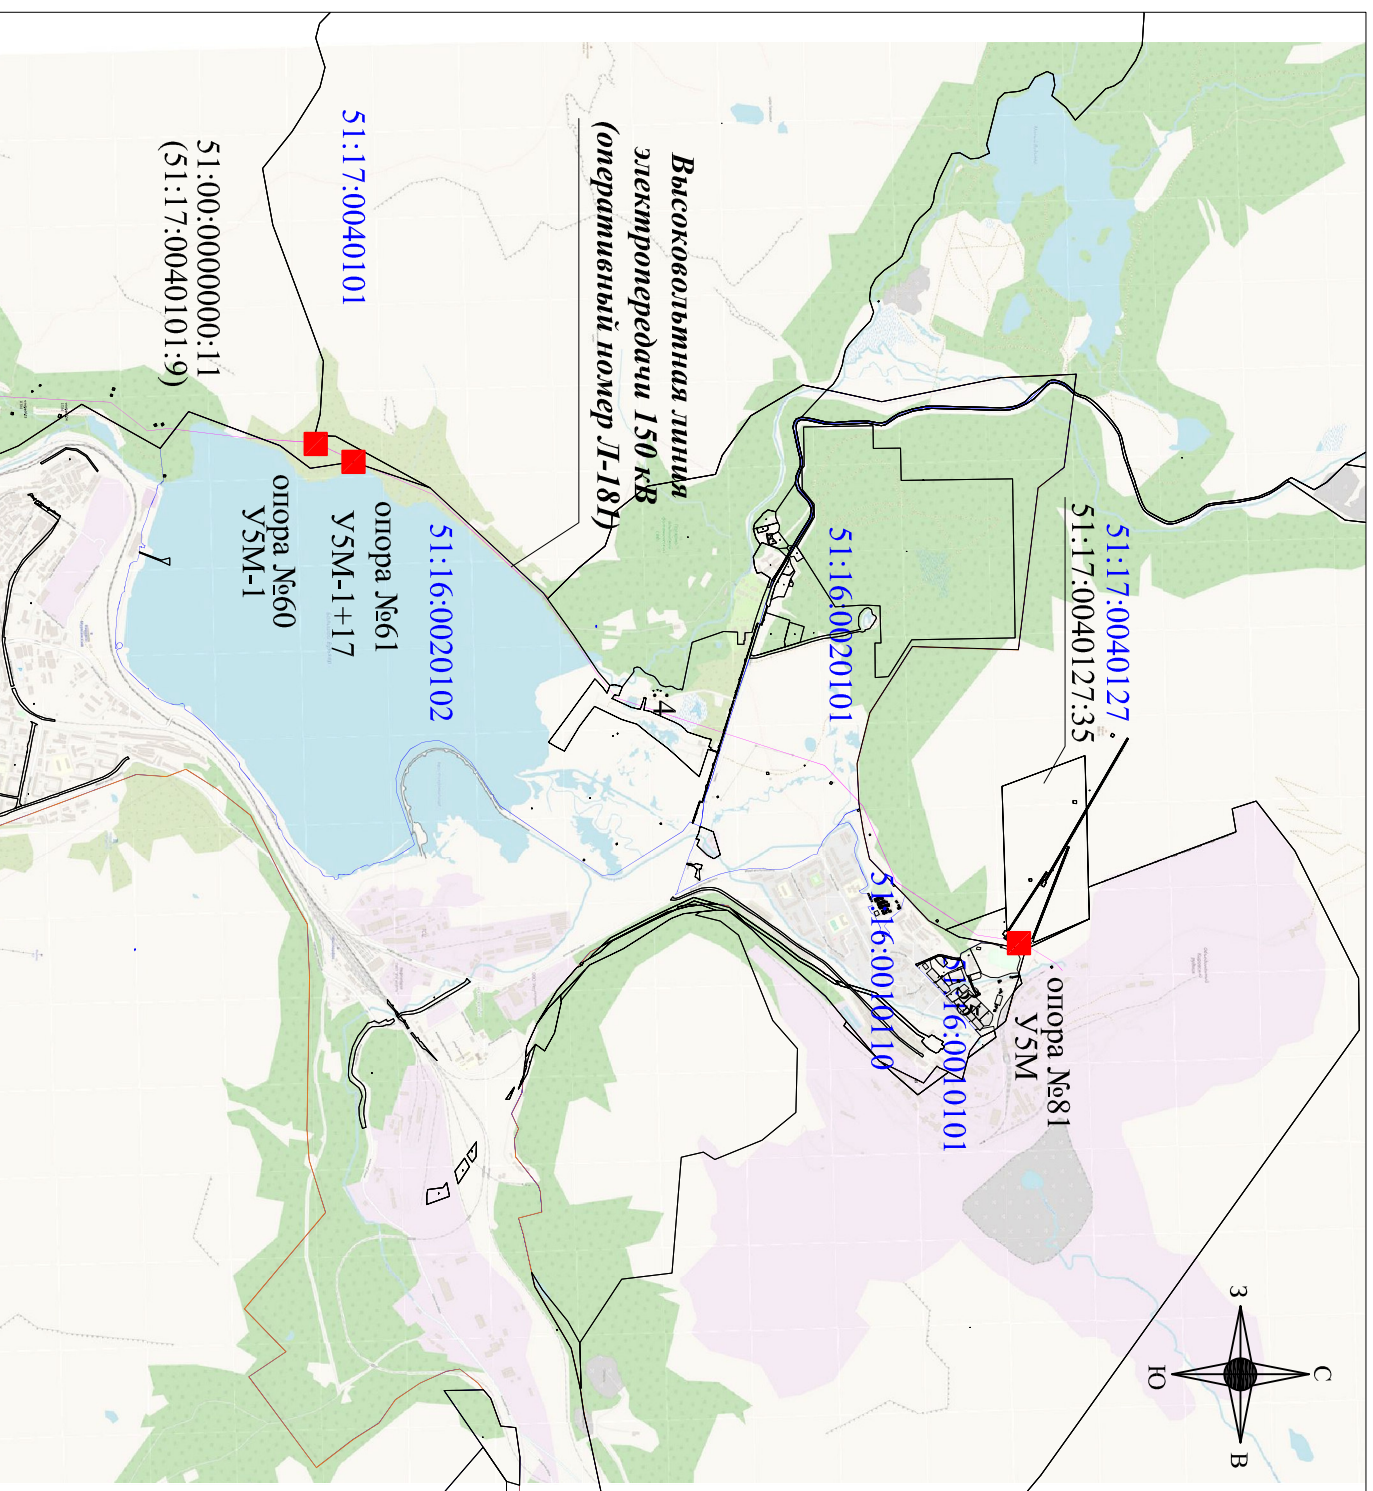 51:17:0040101
51:00:0000000:11
(51:17:0040101:9)
Высоковольтная линия
электропередачи 150 кВ
(оперативный номер Л-181)
51:17:0040127
51:17:0040127:35
51:16:0020101
51:16:0020102
опора №61
У5М-1+17
опора №60
У5М-1
4
51:16:0010110
51:16:0010101
опора №81
У5М
С
З
В
Ю